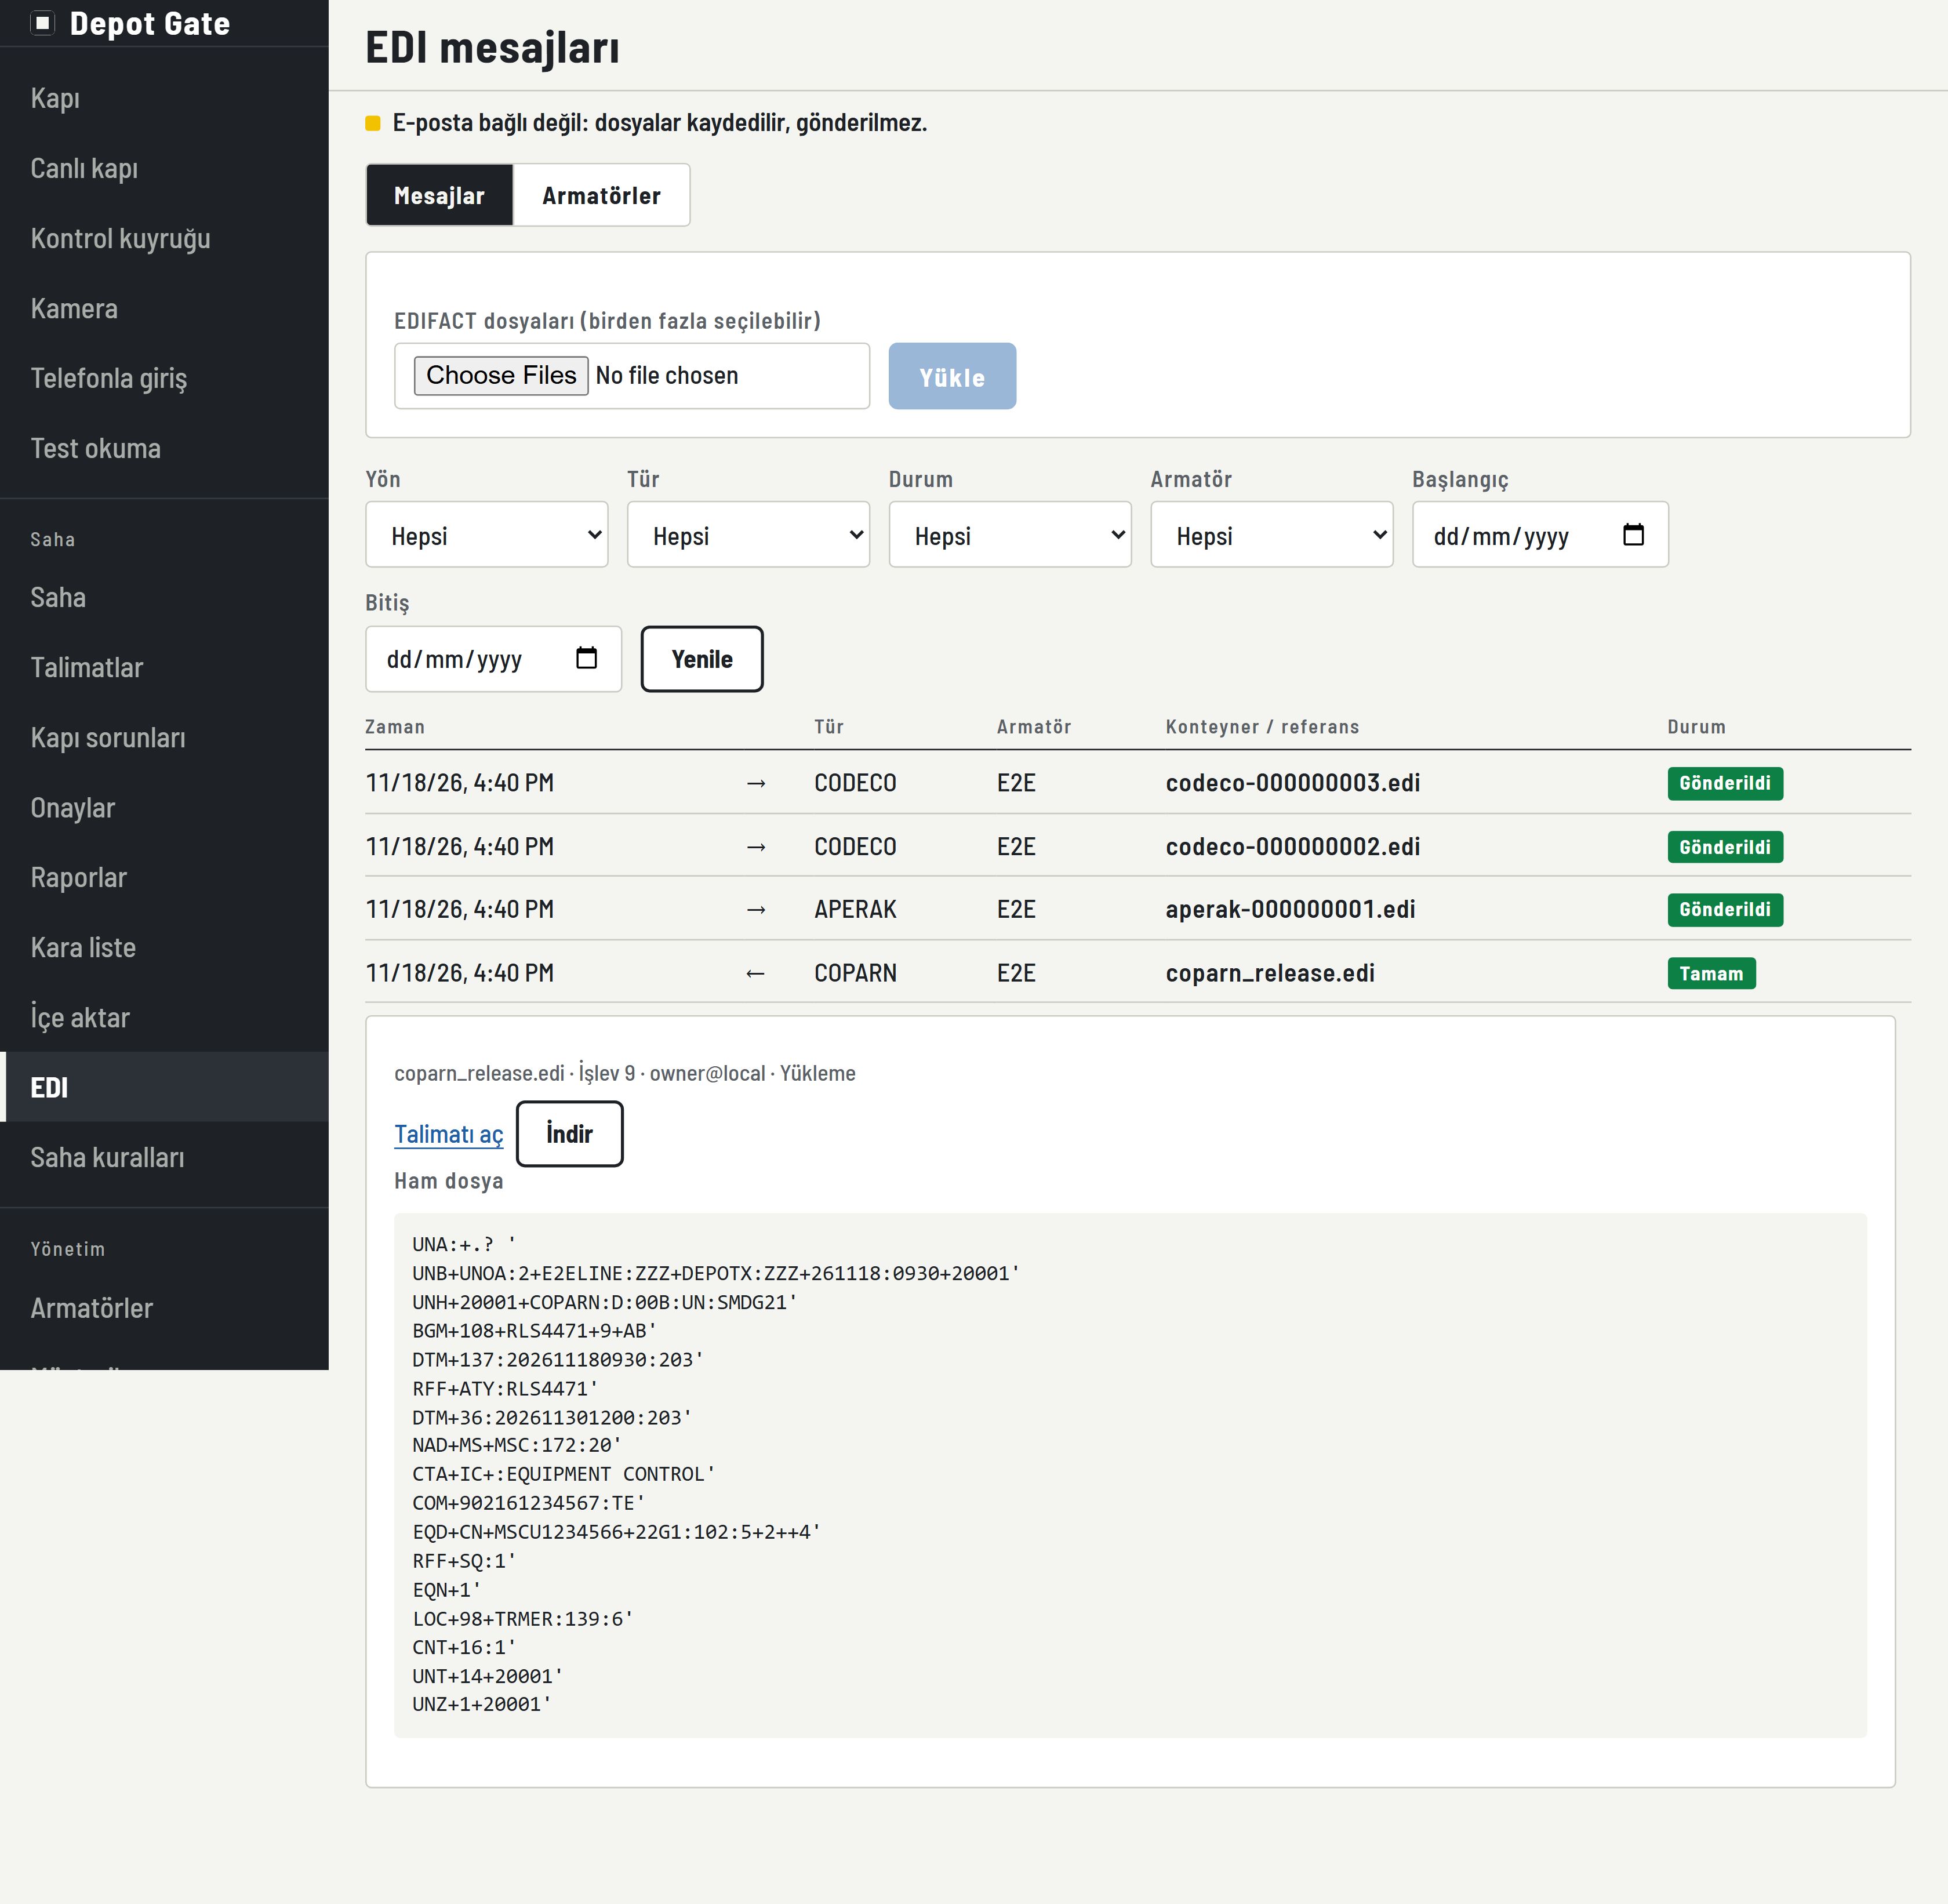 Depot Gate
Kapı
Canlı kapı
Kontrol kuyruğu
Kamera
Telefonla giriş
Test okuma
Saha
Saha
Talimatlar
Kapı sorunları
Onaylar
Raporlar
Kara liste
İçe aktar
EDI
Saha kuralları
Yönetim
Armatörler
EDI mesajları
E-posta bağlı değil: dosyalar kaydedilir, gönderilmez.
Mesajlar Armatörler
EDIFACT dosyaları (birden fazla seçilebilir)
Choose Files No file chosen Yükle
Yön Tür Durum Armatör Başlangıç
Hepsi Hepsi Hepsi Hepsi dd/mm/yyyy
Bitiş
dd/mm/yyyy Yenile
Zaman Tür Armatör Konteyner / referans Durum
11/18/26, 4:40 PM → CODECO E2E codeco-000000003.edi Gönderildi
11/18/26, 4:40 PM → CODECO E2E codeco-000000002.edi Gönderildi
11/18/26, 4:40 PM → APERAK E2E aperak-000000001.edi Gönderildi
11/18/26, 4:40 PM ← COPARN E2E coparn_release.edi Tamam
coparn_release.edi · İşlev 9 · owner@local · Yükleme
Talimatı aç İndir
Ham dosya
UNA:+.? '
UNB+UNOA:2+E2ELINE:ZZZ+DEPOTX:ZZZ+261118:0930+20001'
UNH+20001+COPARN:D:00B:UN:SMDG21'
BGM+108+RLS4471+9+AB'
DTM+137:202611180930:203'
RFF+ATY:RLS4471'
DTM+36:202611301200:203'
NAD+MS+MSC:172:20'
CTA+IC+:EQUIPMENT CONTROL'
COM+902161234567:TE'
EQD+CN+MSCU1234566+22G1:102:5+2++4'
RFF+SQ:1'
EQN+1'
LOC+98+TRMER:139:6'
CNT+16:1'
UNT+14+20001'
UNZ+1+20001'